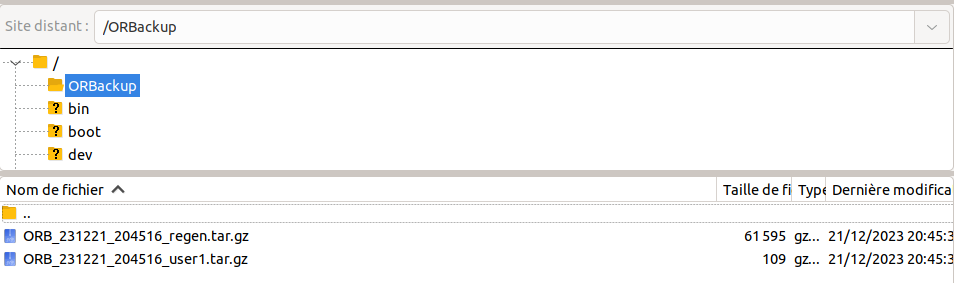 Site distant : /ORBackup
/
ORBackup
bin
boot
dev
Nom de fichier Taille de fi Type Dernière modifica
..
ORB_231221_204516_regen.tar.gz 61 595 gz... 21/12/2023 20:45:3
ORB_231221_204516_user1.tar.gz 109 gz... 21/12/2023 20:45:3